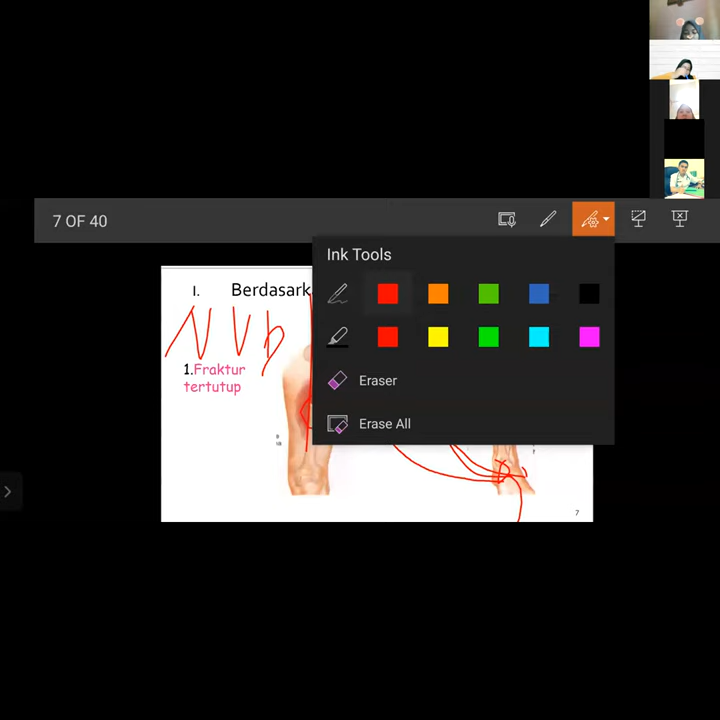 7 OF 40
Ink Tools
Eraser
Erase All
I. Berdasark
N V D
1.Fraktur
tertutup
7